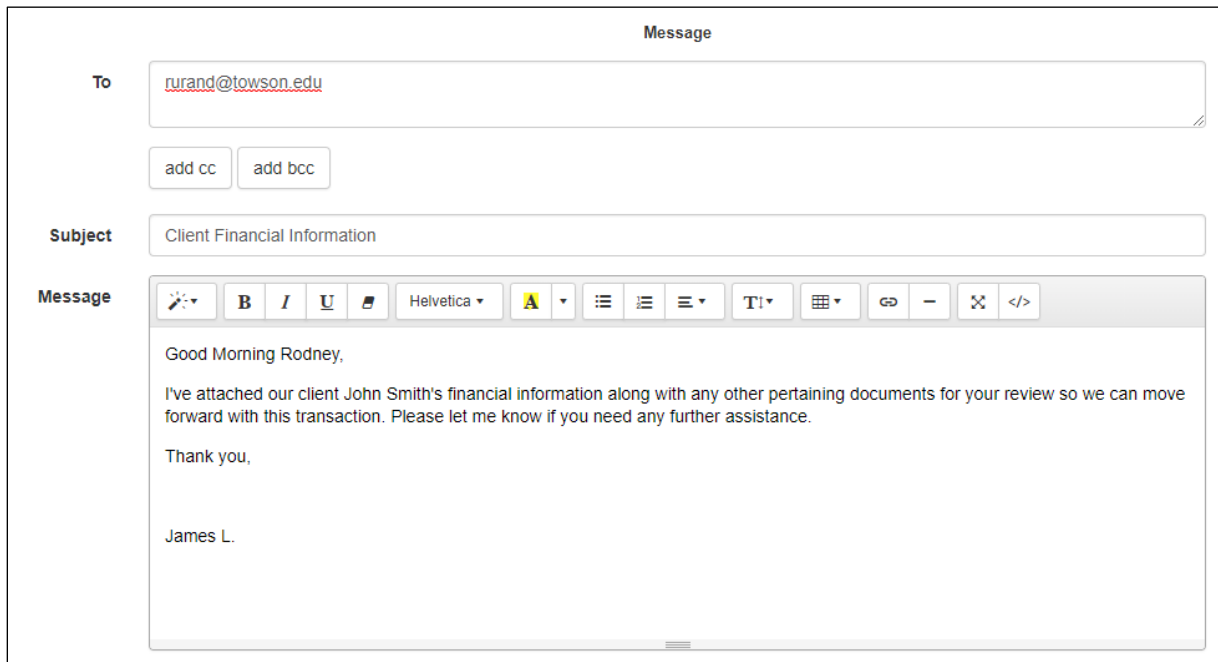 Message
To
rurand@towson.edu
add cc
add bcc
Subject
Client Financial Information
Message
B I U Helvetica A T </>
Good Morning Rodney,
I've attached our client John Smith's financial information along with any other pertaining documents for your review so we can move
forward with this transaction. Please let me know if you need any further assistance.
Thank you,
James L.